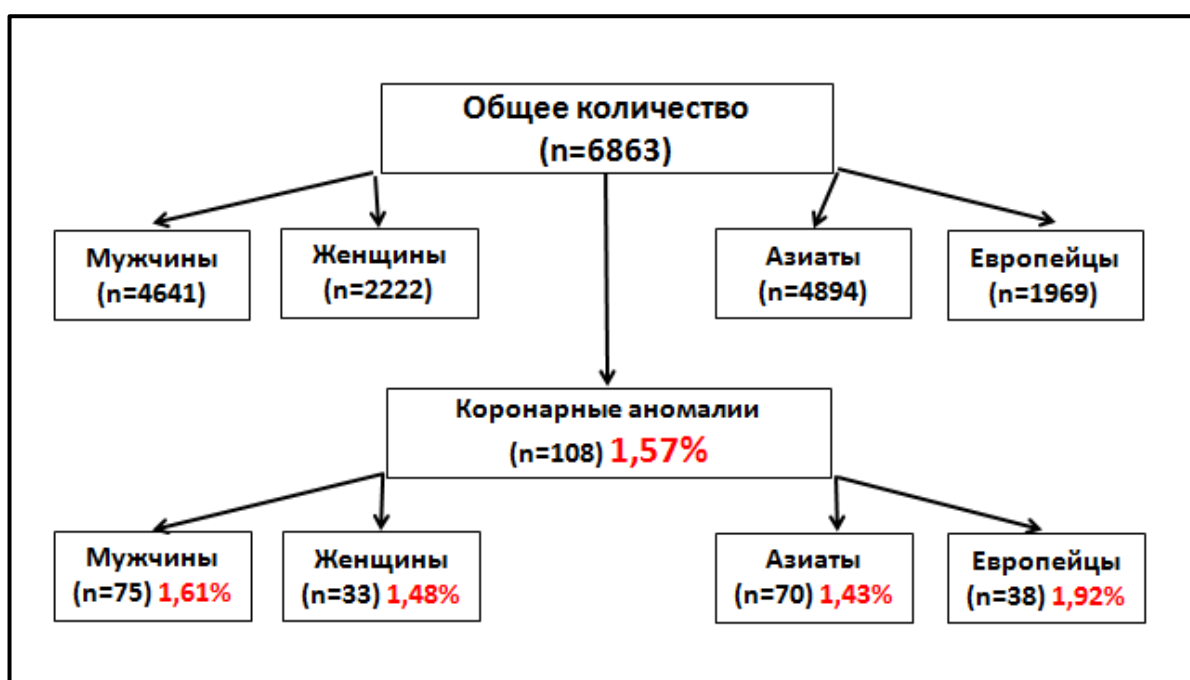 Общее количество
(n=6863)
Мужчины
(n=4641)
Женщины
(n=2222)
Азиаты
(n=4894)
Европейцы
(n=1969)
Коронарные аномалии
(n=108) 1,57%
Мужчины
(n=75) 1,61%
Женщины
(n=33) 1,48%
Азиаты
(n=70) 1,43%
Европейцы
(n=38) 1,92%